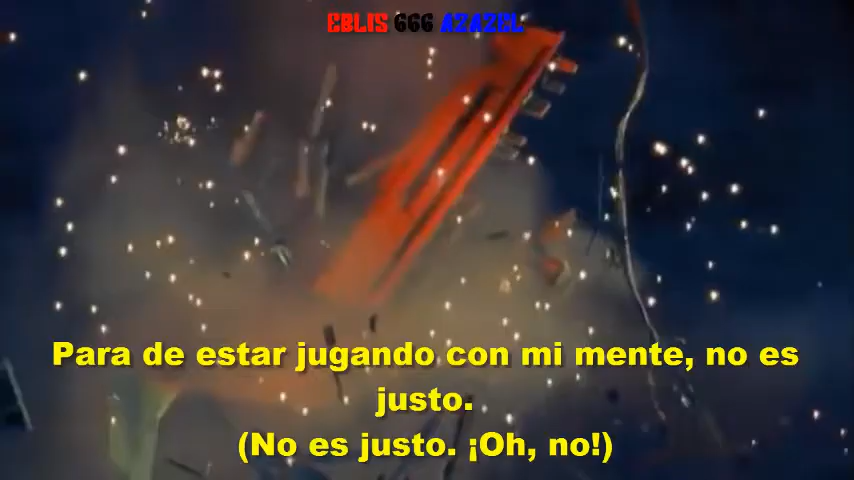 EBLIS 666 AZAZEL
Para de estar jugando con mi mente, no es
justo.
(No es justo. ¡Oh, no!)